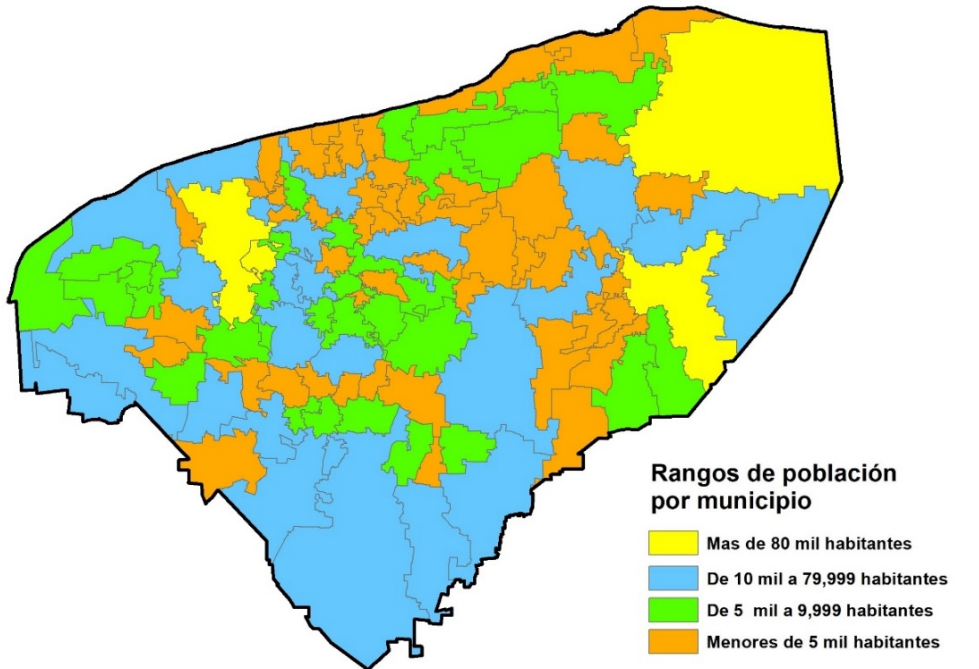 Rangos de población
por municipio
Mas de 80 mil habitantes
De 10 mil a 79,999 habitantes
De 5 mil a 9,999 habitantes
Menores de 5 mil habitantes